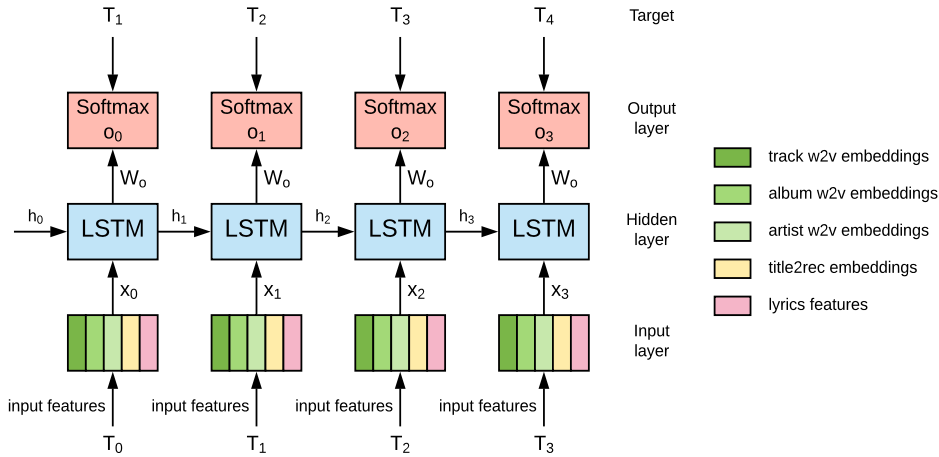 T1 T2 T3 T4 Target
Softmax Softmax Softmax Softmax Output
o0 o1 o2 o3 layer
Wo Wo Wo Wo
h0 LSTM h1 LSTM h2 LSTM h3 LSTM Hidden
layer
x0 x1 x2 x3
Input
layer
input features input features input features input features
T0 T1 T2 T3
track w2v embeddings
album w2v embeddings
artist w2v embeddings
title2rec embeddings
lyrics features